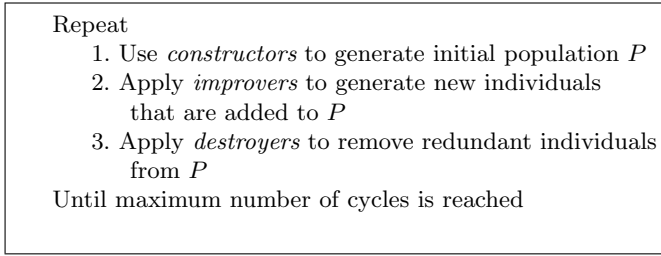 Repeat
1. Use constructors to generate initial population P
2. Apply improvers to generate new individuals
that are added to P
3. Apply destroyers to remove redundant individuals
from P
Until maximum number of cycles is reached